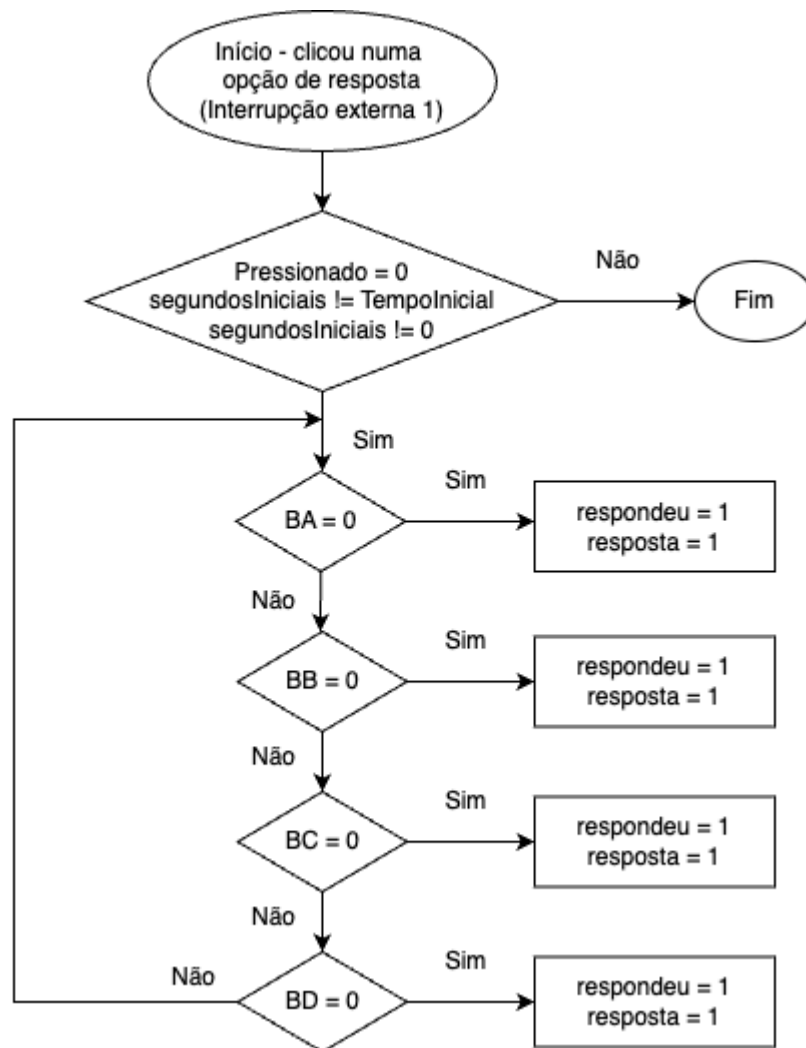 Início - clicou numa
opção de resposta
(Interrupção externa 1)
Pressionado = 0
segundosIniciais != TempoInicial
segundosIniciais != 0
Não
Fim
Sim
BA = 0
Sim
respondeu = 1
resposta = 1
Não
BB = 0
Sim
respondeu = 1
resposta = 1
Não
BC = 0
Sim
respondeu = 1
resposta = 1
Não
Não
BD = 0
Sim
respondeu = 1
resposta = 1